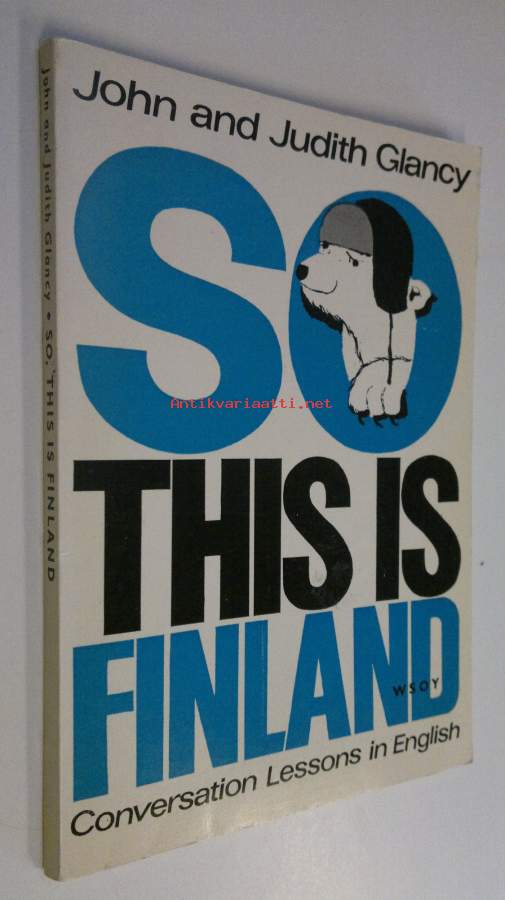 John and Judith Glancy
SO
THIS IS
FINLAND
WSOY
Conversation Lessons in English
John and Judith Glancy • SO, THIS IS FINLAND
Antikvariaatti.net